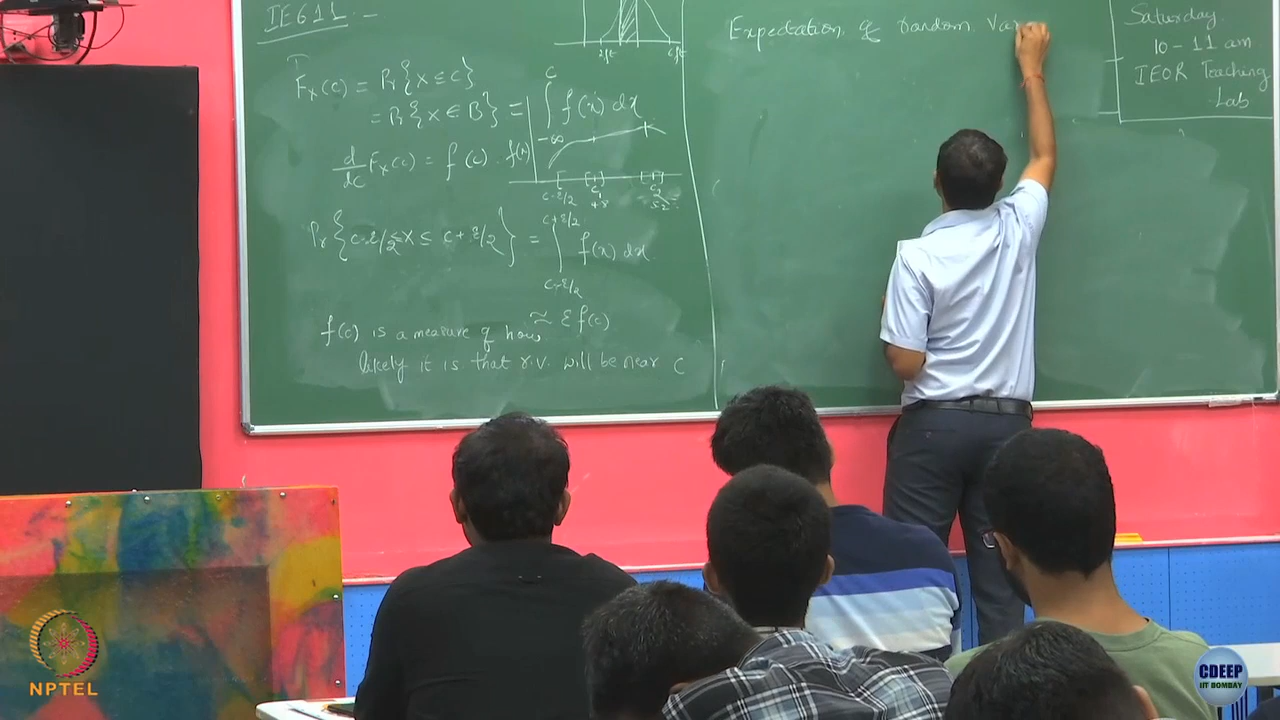 IE611:-
F_X(c) = Pr{X ≤ c}
= Pr{X ∈ B} = ∫ f(x) dx
c
-∞
d/dc F_X(c) = f(c).
f(x)
c-ε/2
Pr{c-ε/2 ≤ X ≤ c+ε/2} = ∫ f(x) dx
c+ε/2
c-ε/2
≈ ε f(c)
f(c) is a measure of how
likely it is that r.v. will be near c
Expectation of random Var
Saturday
10-11 am
IEOR Teaching
Lab
NPTEL
CDEEP
IIT BOMBAY